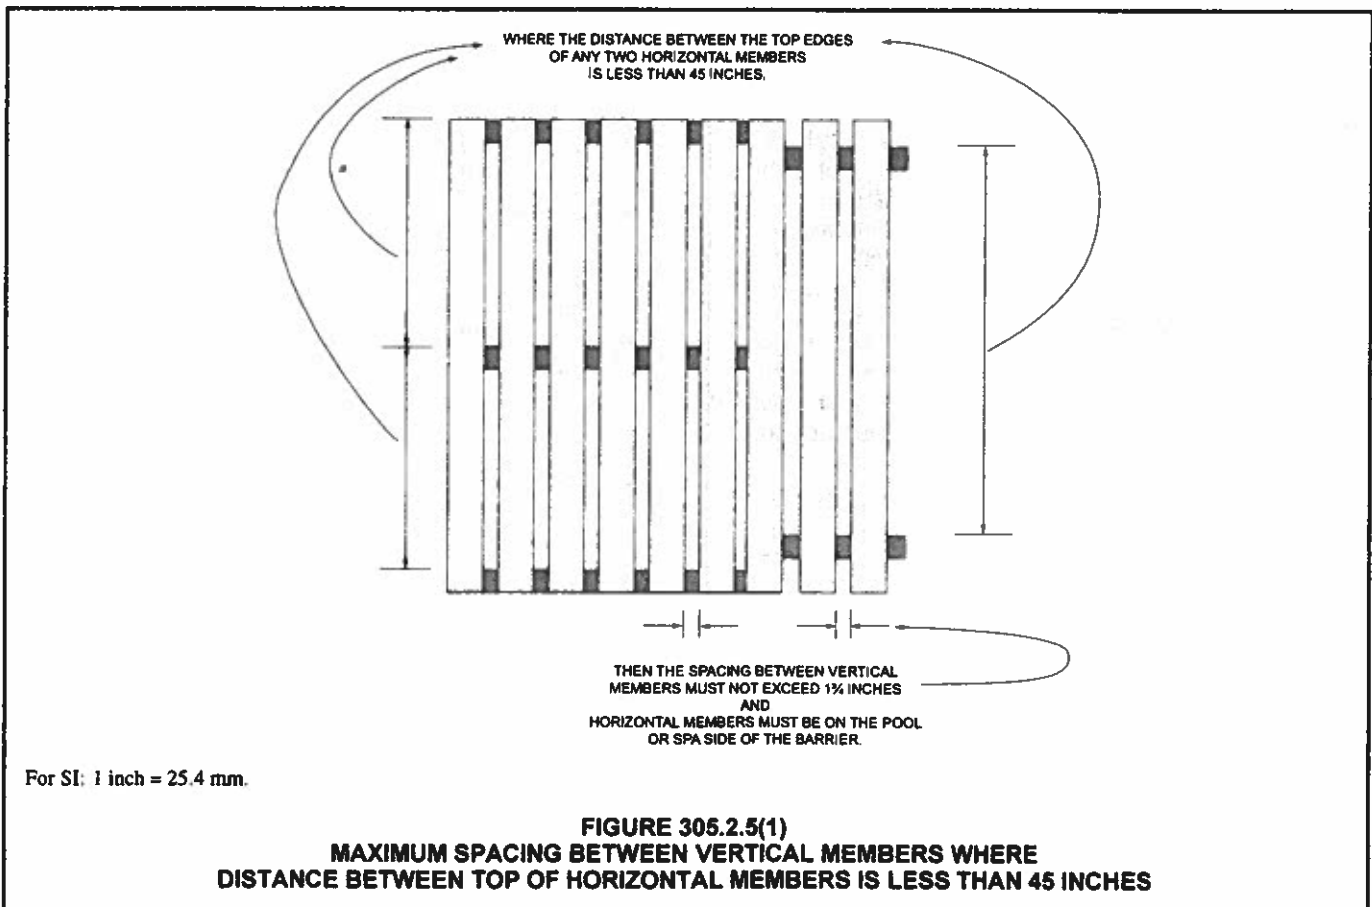 WHERE THE DISTANCE BETWEEN THE TOP EDGES
OF ANY TWO HORIZONTAL MEMBERS
IS LESS THAN 45 INCHES,
THEN THE SPACING BETWEEN VERTICAL
MEMBERS MUST NOT EXCEED 1¾ INCHES
AND
HORIZONTAL MEMBERS MUST BE ON THE POOL
OR SPA SIDE OF THE BARRIER.
For SI: 1 inch = 25.4 mm.
FIGURE 305.2.5(1)
MAXIMUM SPACING BETWEEN VERTICAL MEMBERS WHERE
DISTANCE BETWEEN TOP OF HORIZONTAL MEMBERS IS LESS THAN 45 INCHES